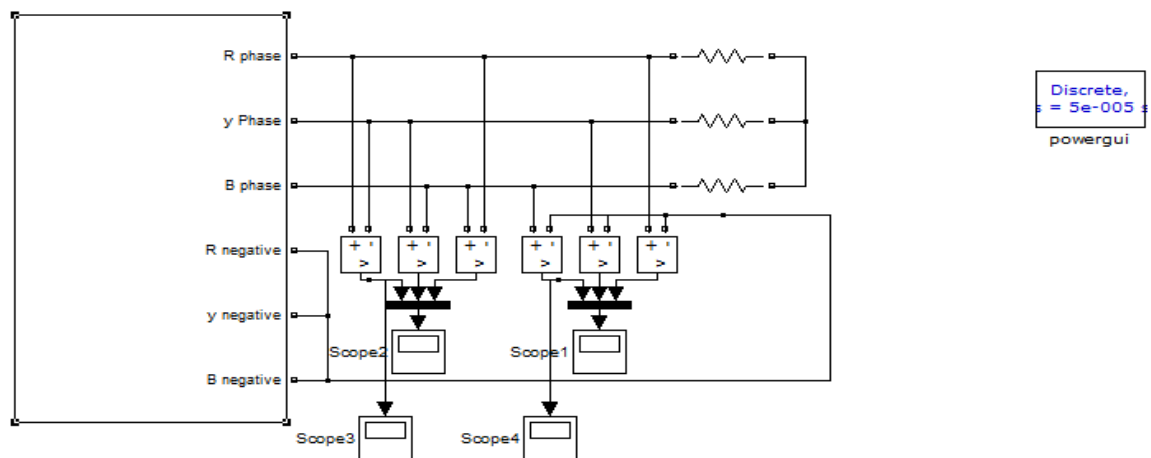 R phase
y Phase
B phase
R negative
y negative
B negative
+ -
v
+ -
v
+ -
v
+ -
v
+ -
v
+ -
v
Scope2
Scope1
Scope3
Scope4
Discrete,
s = 5e-005 s
powergui